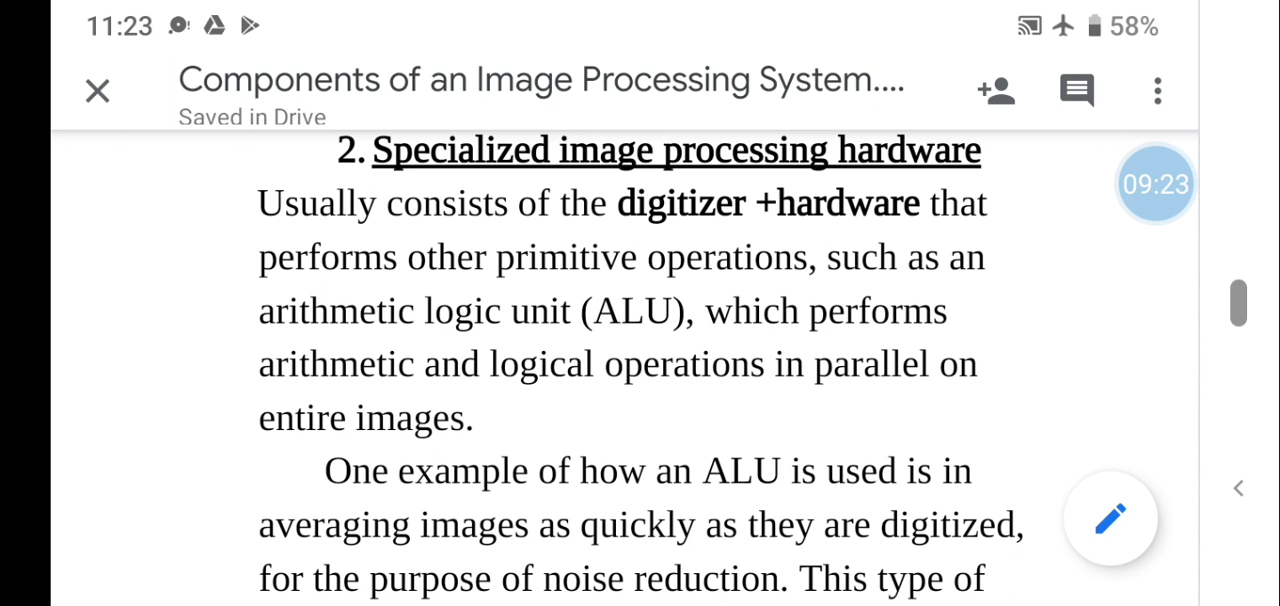 11:23 58%
Components of an Image Processing System....
Saved in Drive
2. Specialized image processing hardware
09:23
Usually consists of the digitizer +hardware that
performs other primitive operations, such as an
arithmetic logic unit (ALU), which performs
arithmetic and logical operations in parallel on
entire images.
One example of how an ALU is used is in
averaging images as quickly as they are digitized,
for the purpose of noise reduction. This type of